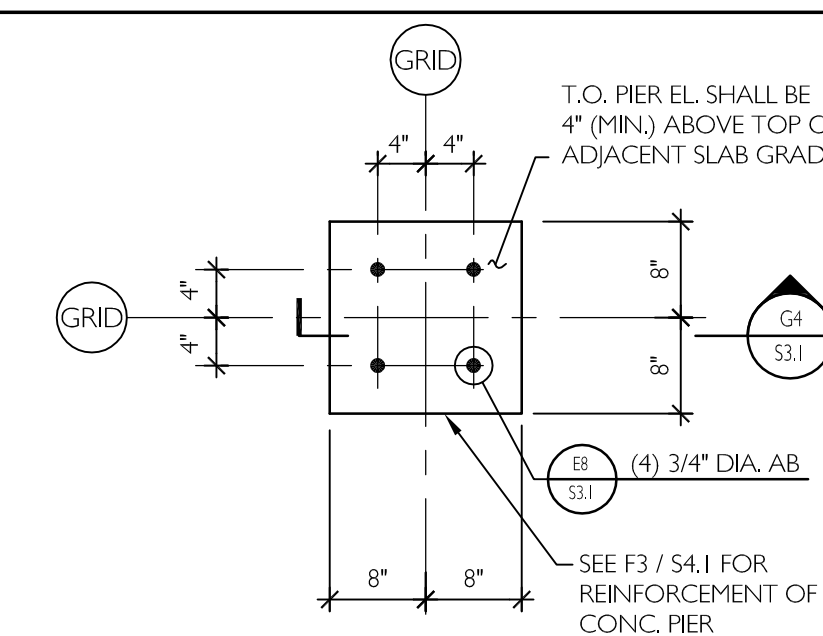 GRID
T.O. PIER EL. SHALL BE
4" (MIN.) ABOVE TOP
ADJACENT SLAB
4" 4"
4"
GRID
4"
8"
8"
G4
S3.1
E8
S3.1
(4) 3/4" DIA. AB
8" 8"
SEE F3 / S4.1 FOR
REINFORCEMENT OF
CONC. PIER